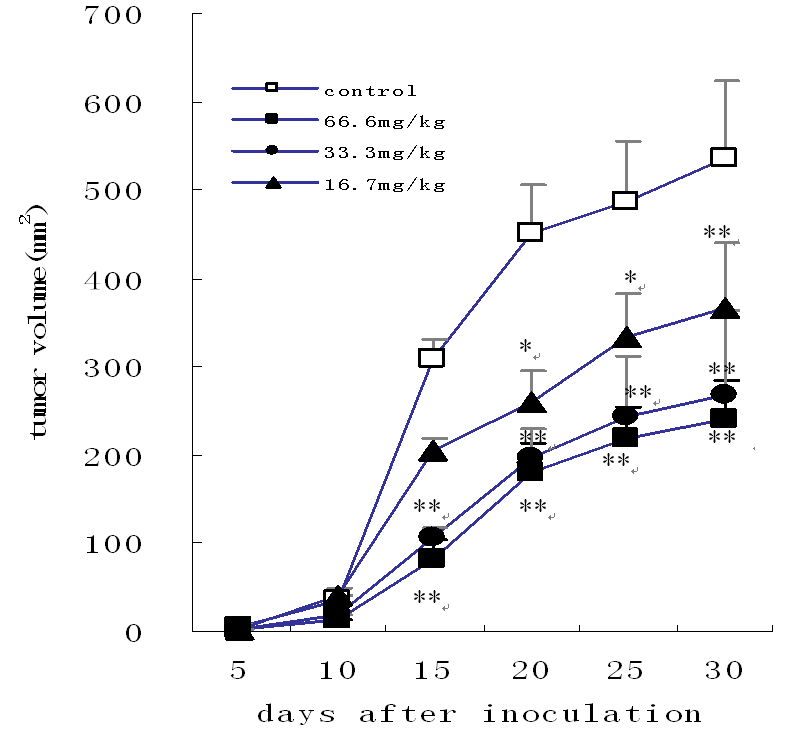 700
600
500
400
300
200
100
0
tumor volume(mm²)
control
66.6mg/kg
33.3mg/kg
16.7mg/kg
**
*
*
**
**
**
**
**
**
**
**
5 10 15 20 25 30
days after inoculation